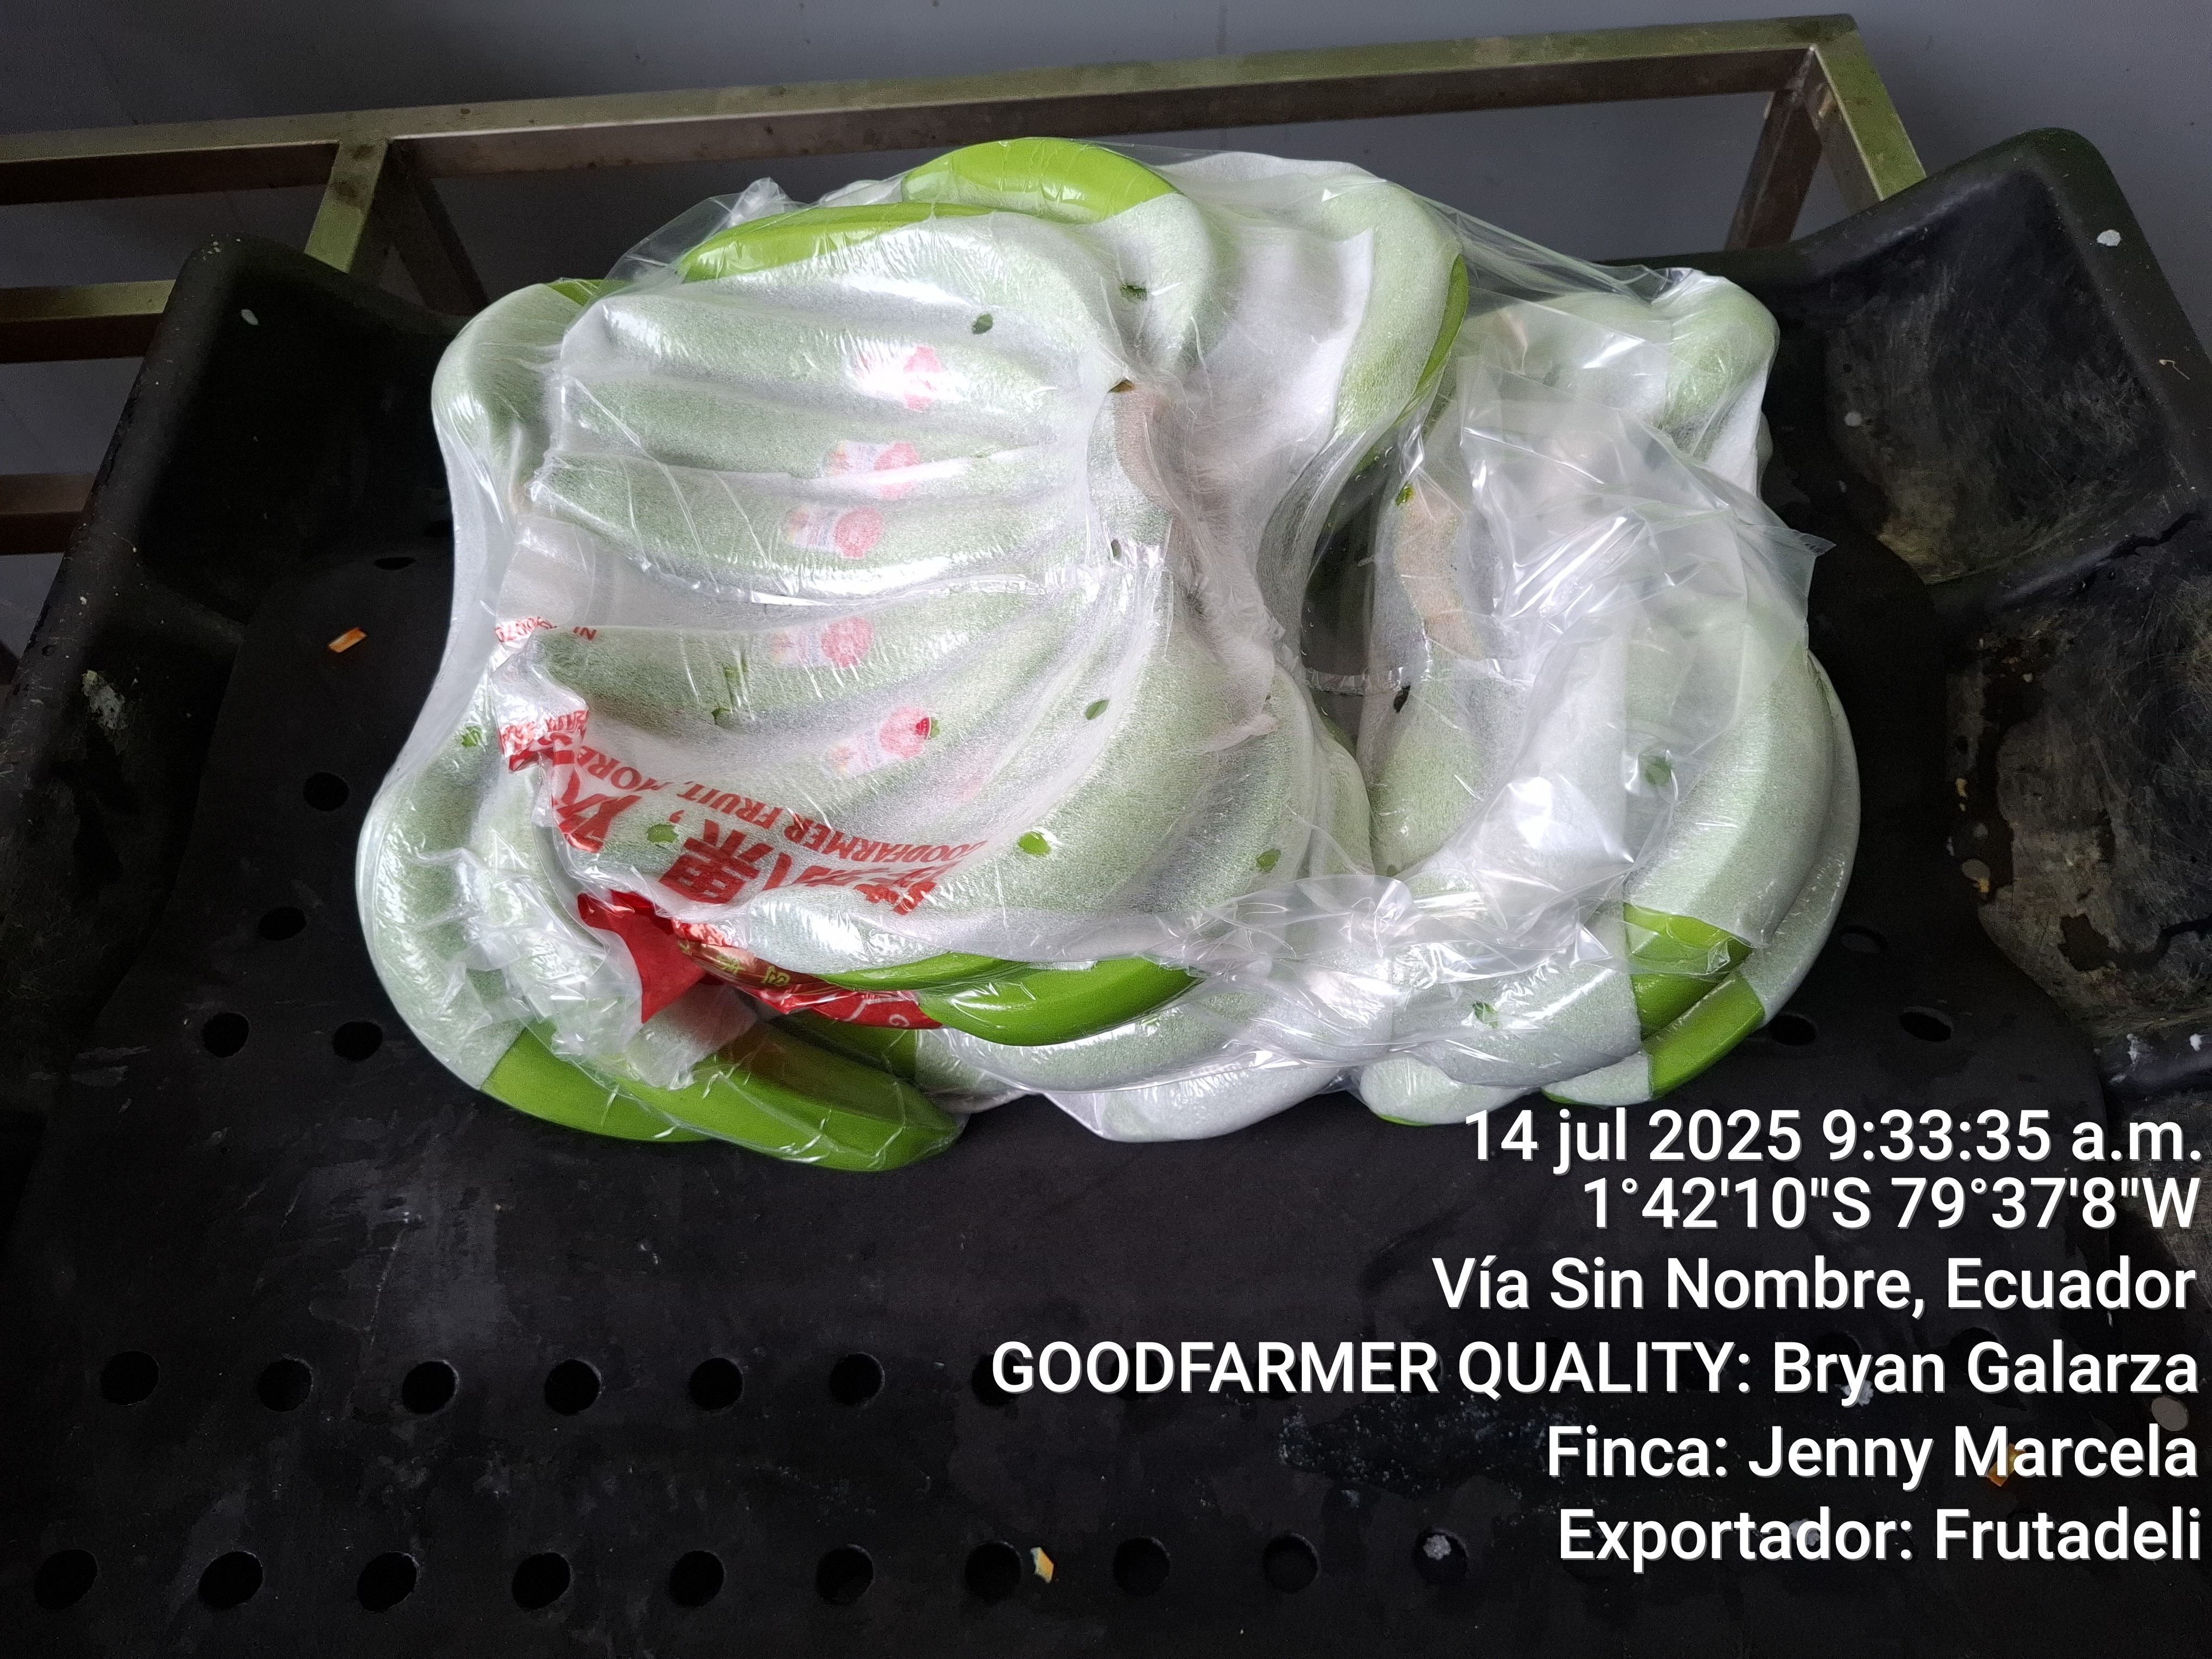 GOODFARMER FRUIT, MORE
14 jul 2025 9:33:35 a.m.
1°42'10"S 79°37'8"W
Vía Sin Nombre, Ecuador
GOODFARMER QUALITY: Bryan Galarza
Finca: Jenny Marcela
Exportador: Frutadeli